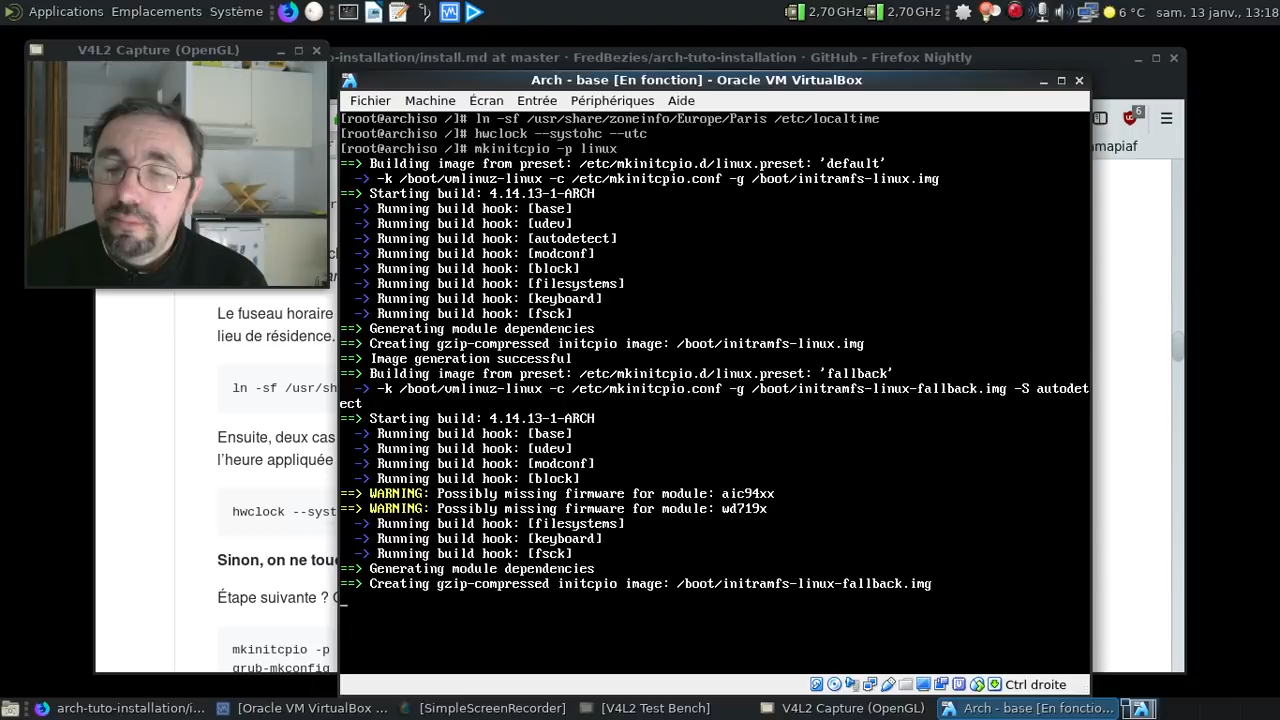 Applications Emplacements Système
2,70 GHz 2,70 GHz 6 °C sam. 13 janv., 13:18
V4L2 Capture (OpenGL)
-installation/install.md at master · FredBezies/arch-tuto-installation · GitHub - Firefox Nightly
Arch - base [En fonction] - Oracle VM VirtualBox
Fichier Machine Écran Entrée Périphériques Aide
6
amapiaf
[root@archiso /]# ln -sf /usr/share/zoneinfo/Europe/Paris /etc/localtime
[root@archiso /]# hwclock --systohc --utc
[root@archiso /]# mkinitcpio -p linux
==> Building image from preset: /etc/mkinitcpio.d/linux.preset: 'default'
-> -k /boot/vmlinuz-linux -c /etc/mkinitcpio.conf -g /boot/initramfs-linux.img
==> Starting build: 4.14.13-1-ARCH
-> Running build hook: [base]
-> Running build hook: [udev]
-> Running build hook: [autodetect]
-> Running build hook: [modconf]
-> Running build hook: [block]
-> Running build hook: [filesystems]
-> Running build hook: [keyboard]
-> Running build hook: [fsck]
==> Generating module dependencies
==> Creating gzip-compressed initcpio image: /boot/initramfs-linux.img
==> Image generation successful
==> Building image from preset: /etc/mkinitcpio.d/linux.preset: 'fallback'
-> -k /boot/vmlinuz-linux -c /etc/mkinitcpio.conf -g /boot/initramfs-linux-fallback.img -S autodet
ect
==> Starting build: 4.14.13-1-ARCH
-> Running build hook: [base]
-> Running build hook: [udev]
-> Running build hook: [modconf]
-> Running build hook: [block]
==> WARNING: Possibly missing firmware for module: aic94xx
==> WARNING: Possibly missing firmware for module: wd719x
-> Running build hook: [filesystems]
-> Running build hook: [keyboard]
-> Running build hook: [fsck]
==> Generating module dependencies
==> Creating gzip-compressed initcpio image: /boot/initramfs-linux-fallback.img
Le fuseau horaire
lieu de résidence.
ln -sf /usr/sh
Ensuite, deux cas
l'heure appliquée
hwclock --syst
Sinon, on ne touc
Étape suivante ?
mkinitcpio -p
grub-mkconfig
Ctrl droite
arch-tuto-installation/i... [Oracle VM VirtualBox ... [SimpleScreenRecorder] [V4L2 Test Bench] V4L2 Capture (OpenGL) Arch - base [En fonctio...